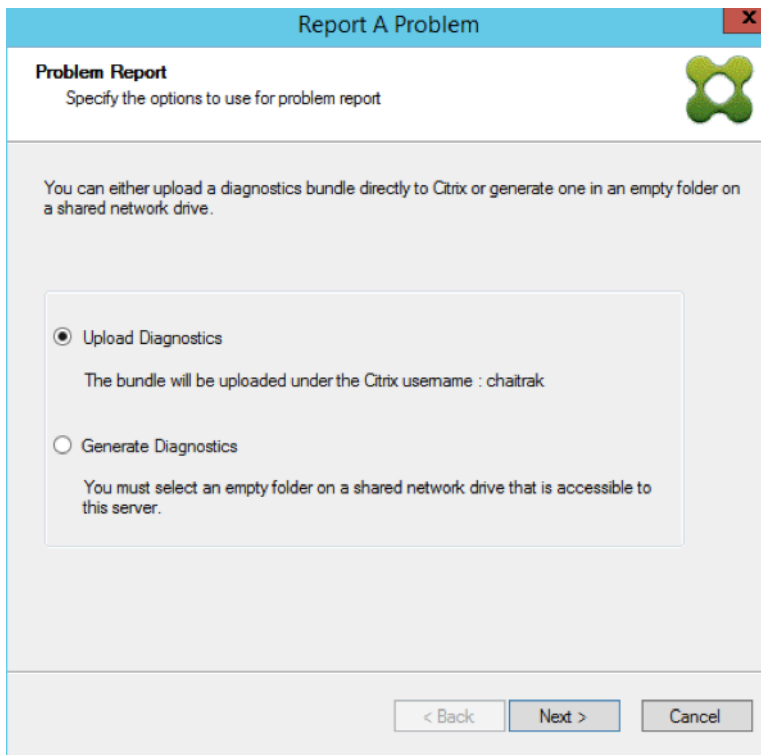 Report A Problem
x
Problem Report
Specify the options to use for problem report
You can either upload a diagnostics bundle directly to Citrix or generate one in an empty folder on
a shared network drive.
Upload Diagnostics
The bundle will be uploaded under the Citrix username : chaitrak
Generate Diagnostics
You must select an empty folder on a shared network drive that is accessible to
this server.
< Back Next > Cancel